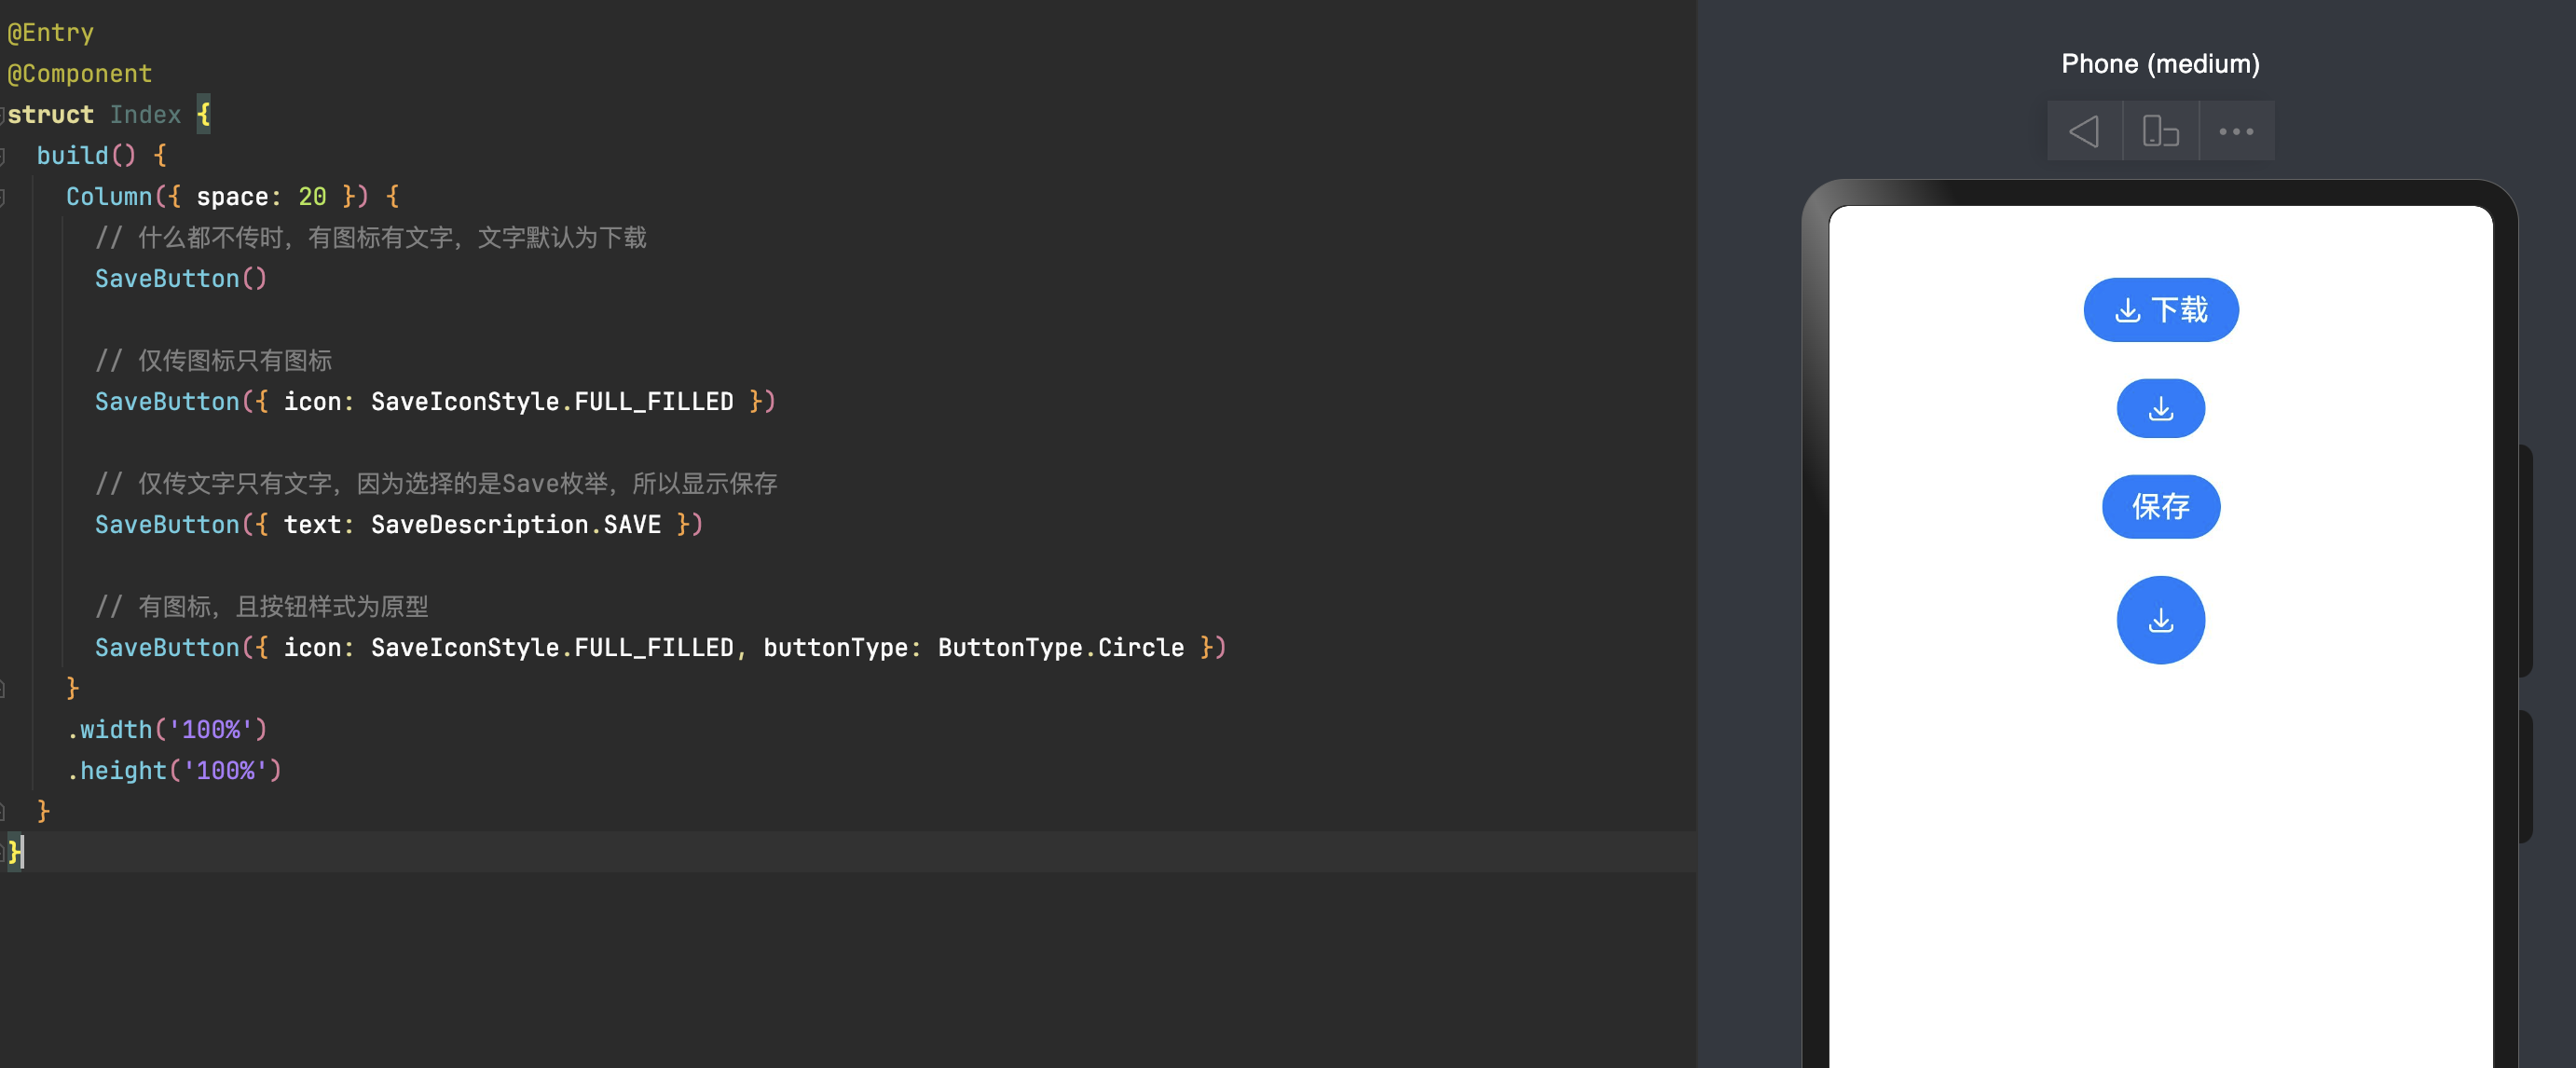 @Entry
@Component
struct Index {
  build() {
    Column({ space: 20 }) {
      // 什么都不传时，有图标有文字，文字默认为下载
      SaveButton()

      // 仅传图标只有图标
      SaveButton({ icon: SaveIconStyle.FULL_FILLED })

      // 仅传文字只有文字，因为选择的是Save枚举，所以显示保存
      SaveButton({ text: SaveDescription.SAVE })

      // 有图标，且按钮样式为原型
      SaveButton({ icon: SaveIconStyle.FULL_FILLED, buttonType: ButtonType.Circle })
    }
    .width('100%')
    .height('100%')
  }
}
Phone (medium)
下载
保存